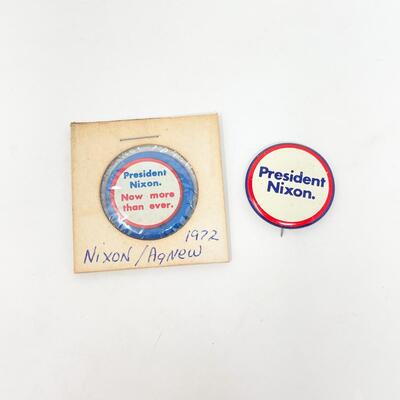 President
Nixon.
Now more
than ever.
1972
Nixon/Agnew
President
Nixon.